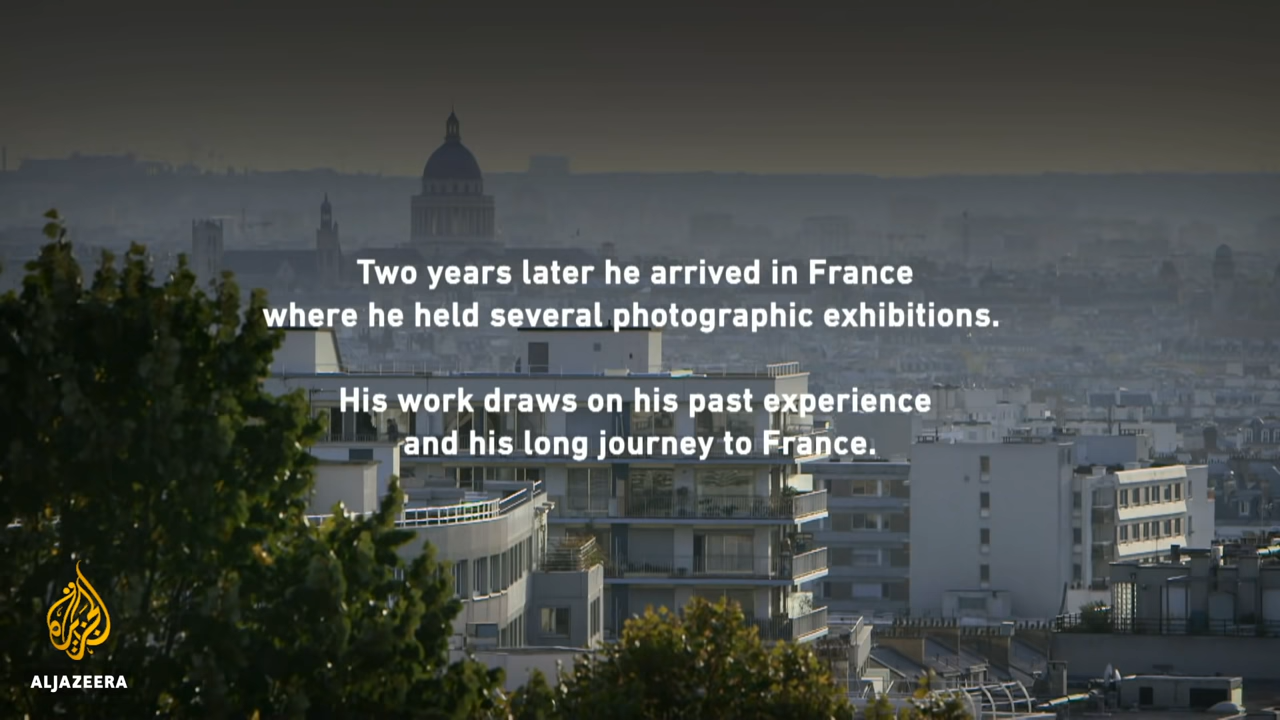 Two years later he arrived in France
where he held several photographic exhibitions.
His work draws on his past experience
and his long journey to France.
الجزيرة
ALJAZEERA